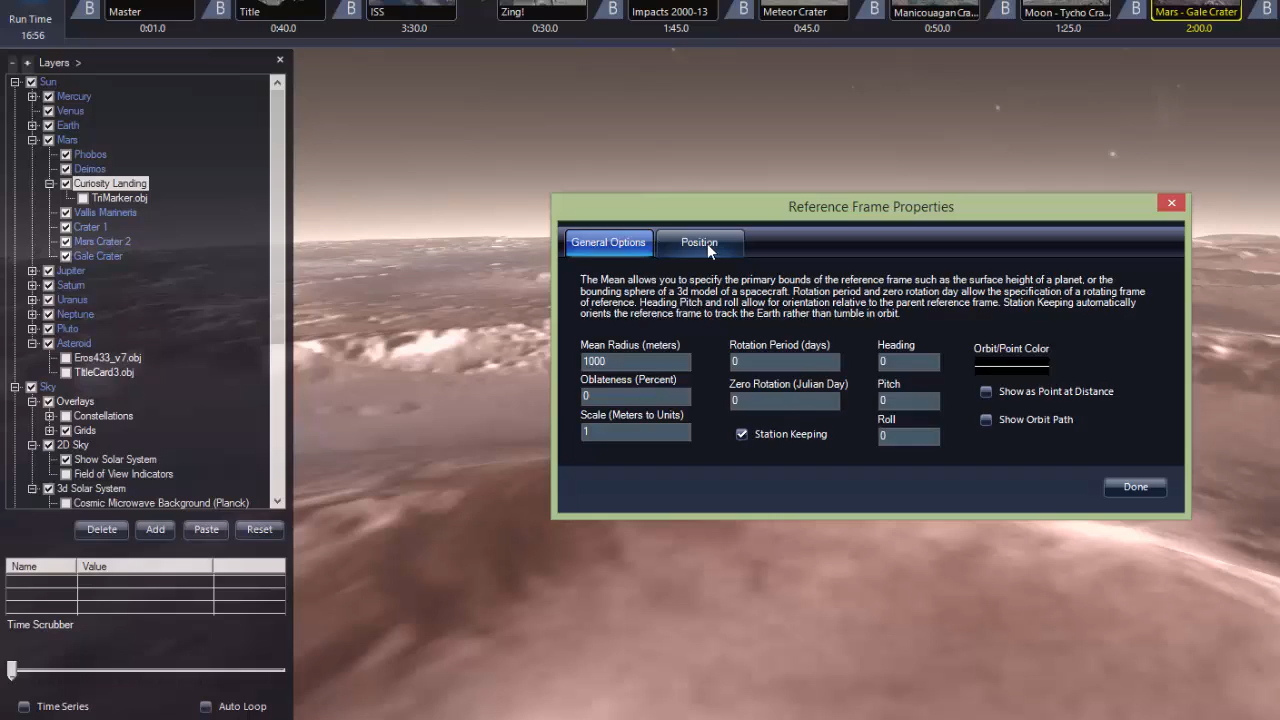 Run Time
16:56
B Master B Title B ISS B Zing! B Impacts 2000-13 B Meteor Crater B Manicouagan Cra... B Moon - Tycho Cra... B Mars - Gale Crater B
0:01.0 0:40.0 3:30.0 0:30.0 1:45.0 0:45.0 0:50.0 1:25.0 2:00.0
- + Layers >
Sun
Mercury
Venus
Earth
Mars
Phobos
Deimos
Curiosity Landing
TriMarker.obj
Vallis Marineris
Crater 1
Msrs Crater 2
Gale Crater
Jupiter
Saturn
Uranus
Neptune
Pluto
Asteroid
Eros433_v7.obj
TItleCard3.obj
Sky
Overlays
Constellations
Grids
2D Sky
Show Solar System
Field of View Indicators
3d Solar System
Cosmic Microwave Background (Planck)
Delete Add Paste Reset
Name Value
Time Scrubber
Time Series Auto Loop
Reference Frame Properties
General Options Position
The Mean allows you to specify the primary bounds of the reference frame such as the surface height of a planet, or the
bounding sphere of a 3d model of a spacecraft. Rotation period and zero rotation day allow the specification of a rotating frame
of reference. Heading Pitch and roll allow for orientation relative to the parent reference frame. Station Keeping automatically
orients the reference frame to track the Earth rather than tumble in orbit.
Mean Radius (meters)
1000
Oblateness (Percent)
0
Scale (Meters to Units)
1
Rotation Period (days)
0
Zero Rotation (Julian Day)
0
Station Keeping
Heading
0
Pitch
0
Roll
0
Orbit/Point Color
Show as Point at Distance
Show Orbit Path
Done